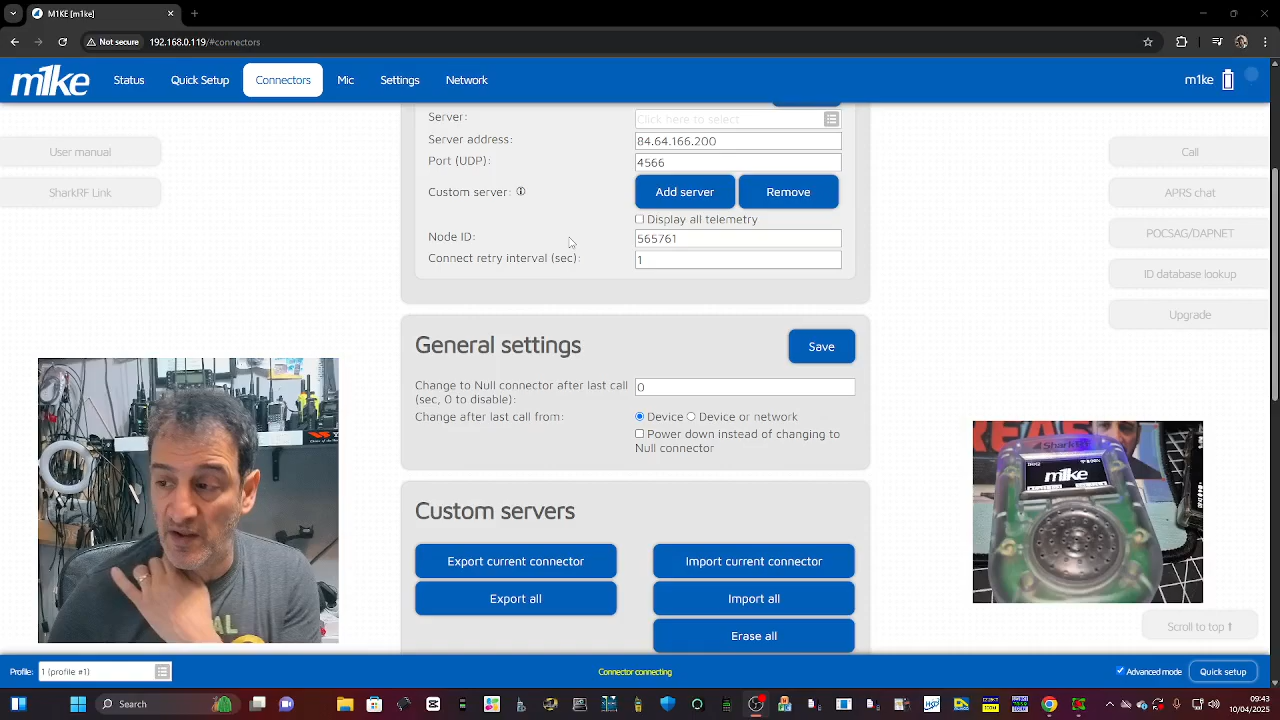 M1KE [m1ke]
Not secure 192.168.0.119/#connectors
m1ke Status Quick Setup Connectors Mic Settings Network m1ke
User manual
SharkRF Link
Call
APRS chat
POCSAG/DAPNET
ID database lookup
Upgrade
Server: Click here to select
Server address: 84.64.166.200
Port (UDP): 4566
Custom server: Add server Remove
Display all telemetry
Node ID: 565761
Connect retry interval (sec): 1
General settings Save
Change to Null connector after last call
(sec, 0 to disable): 0
Change after last call from: Device Device or network
Power down instead of changing to
Null connector
Custom servers
Export current connector Import current connector
Export all Import all
Erase all
m1ke
Scroll to top ⬆
Profile: 1 (profile #1) Connector connecting Advanced mode Quick setup
Search
09:43
10/04/2025